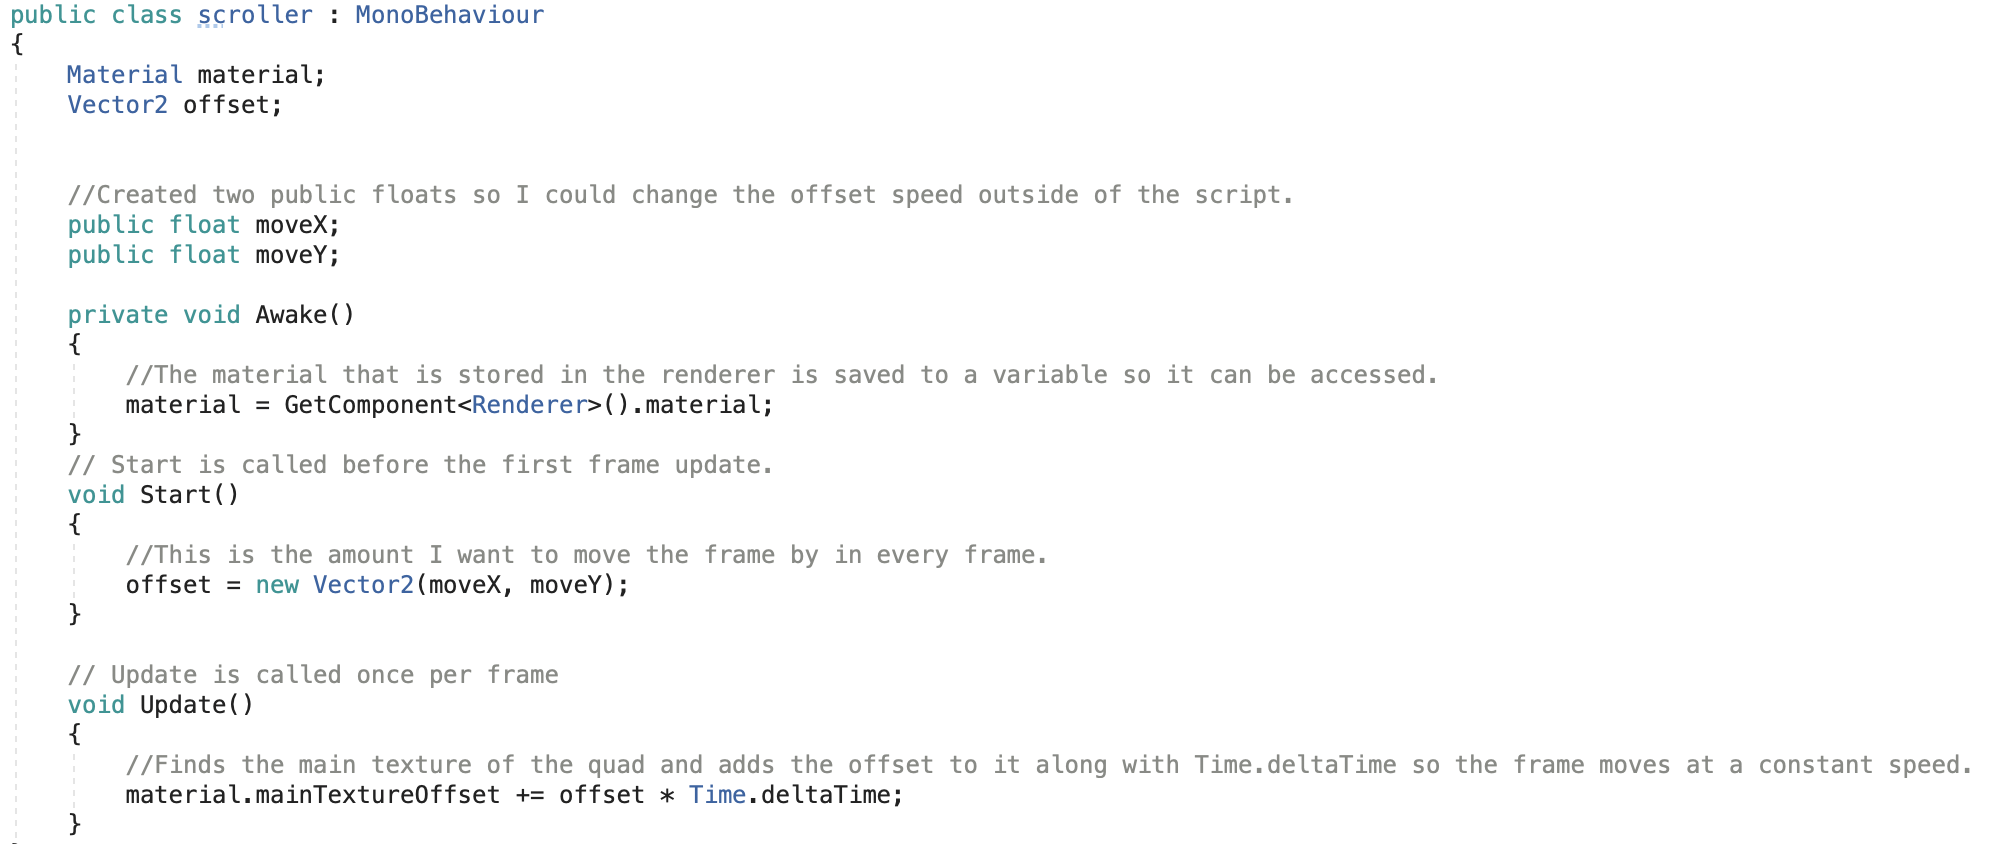 public class scroller : MonoBehaviour
{
    Material material;
    Vector2 offset;
    //Created two public floats so I could change the offset speed outside of the script.
    public float moveX;
    public float moveY;
    private void Awake()
    {
        //The material that is stored in the renderer is saved to a variable so it can be accessed.
        material = GetComponent<Renderer>().material;
    }
    // Start is called before the first frame update.
    void Start()
    {
        //This is the amount I want to move the frame by in every frame.
        offset = new Vector2(moveX, moveY);
    }
    // Update is called once per frame
    void Update()
    {
        //Finds the main texture of the quad and adds the offset to it along with Time.deltaTime so the frame moves at a constant speed.
        material.mainTextureOffset += offset * Time.deltaTime;
    }